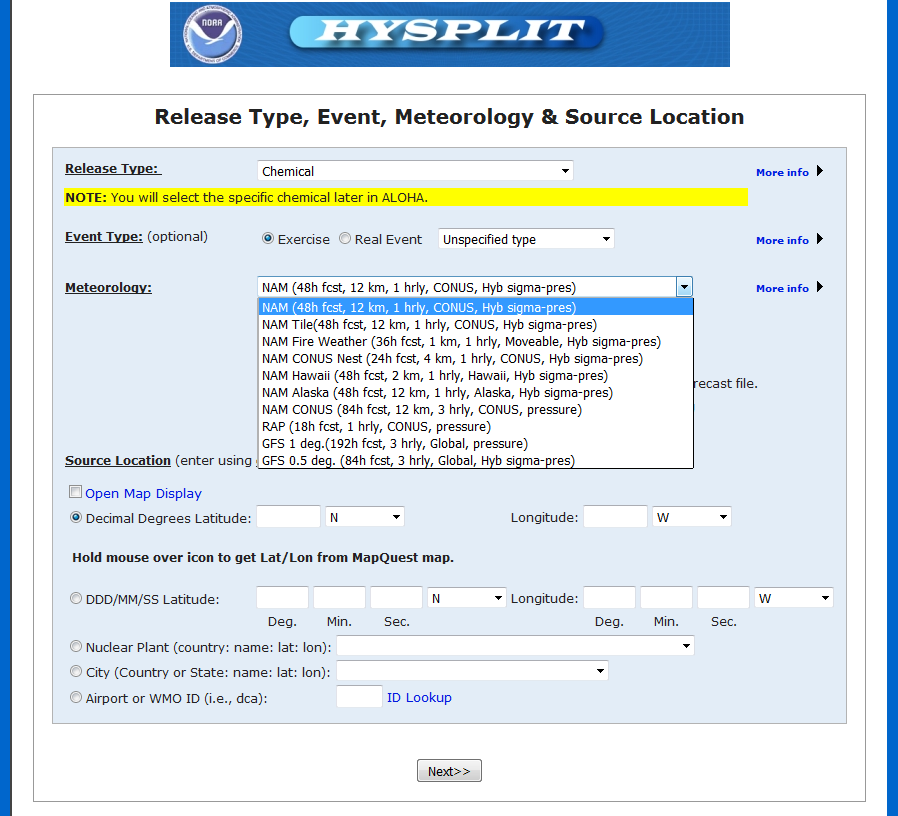 NOAA
HYSPLIT
Release Type, Event, Meteorology & Source Location
Release Type: Chemical More info
NOTE: You will select the specific chemical later in ALOHA.
Event Type: (optional) Exercise Real Event Unspecified type More info
Meteorology: NAM (48h fcst, 12 km, 1 hrly, CONUS, Hyb sigma-pres) More info
NAM (48h fcst, 12 km, 1 hrly, CONUS, Hyb sigma-pres)
NAM Tile(48h fcst, 12 km, 1 hrly, CONUS, Hyb sigma-pres)
NAM Fire Weather (36h fcst, 1 km, 1 hrly, Moveable, Hyb sigma-pres)
NAM CONUS Nest (24h fcst, 4 km, 1 hrly, CONUS, Hyb sigma-pres)
NAM Hawaii (48h fcst, 2 km, 1 hrly, Hawaii, Hyb sigma-pres)
recast file.
NAM Alaska (48h fcst, 12 km, 1 hrly, Alaska, Hyb sigma-pres)
NAM CONUS (84h fcst, 12 km, 3 hrly, CONUS, pressure)
RAP (18h fcst, 1 hrly, CONUS, pressure)
GFS 1 deg.(192h fcst, 3 hrly, Global, pressure)
GFS 0.5 deg. (84h fcst, 3 hrly, Global, Hyb sigma-pres)
Source Location (enter using
Open Map Display
Decimal Degrees Latitude: N Longitude: W
Hold mouse over icon to get Lat/Lon from MapQuest map.
DDD/MM/SS Latitude: N Longitude: W
Deg. Min. Sec. Deg. Min. Sec.
Nuclear Plant (country: name: lat: lon):
City (Country or State: name: lat: lon):
Airport or WMO ID (i.e., dca): ID Lookup
Next>>